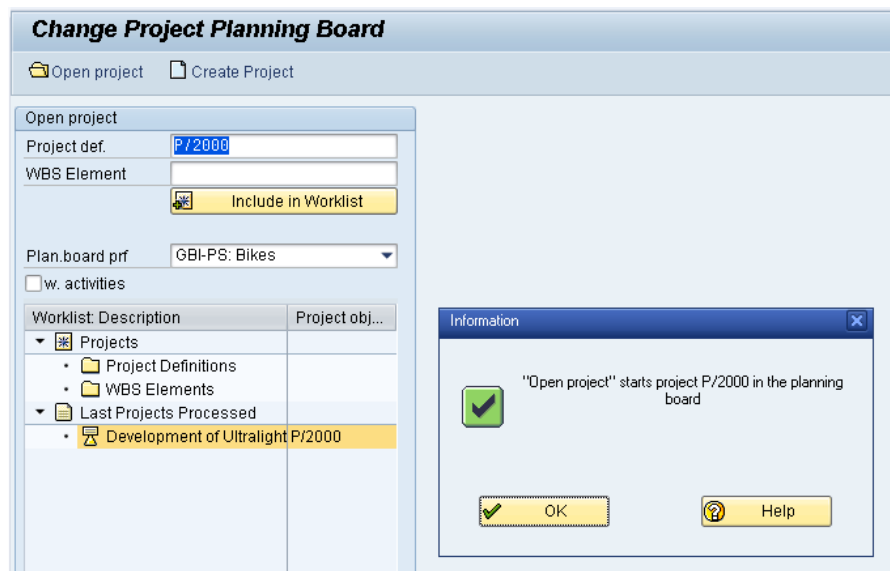 Change Project Planning Board
Open project Create Project
Open project
Project def. P/2000
WBS Element
Include in Worklist
Plan.board prf GBI-PS: Bikes
w. activities
Worklist: Description Project obj...
Projects
Project Definitions
WBS Elements
Last Projects Processed
Development of Ultralight P/2000
Information
"Open project" starts project P/2000 in the planning
board
OK Help